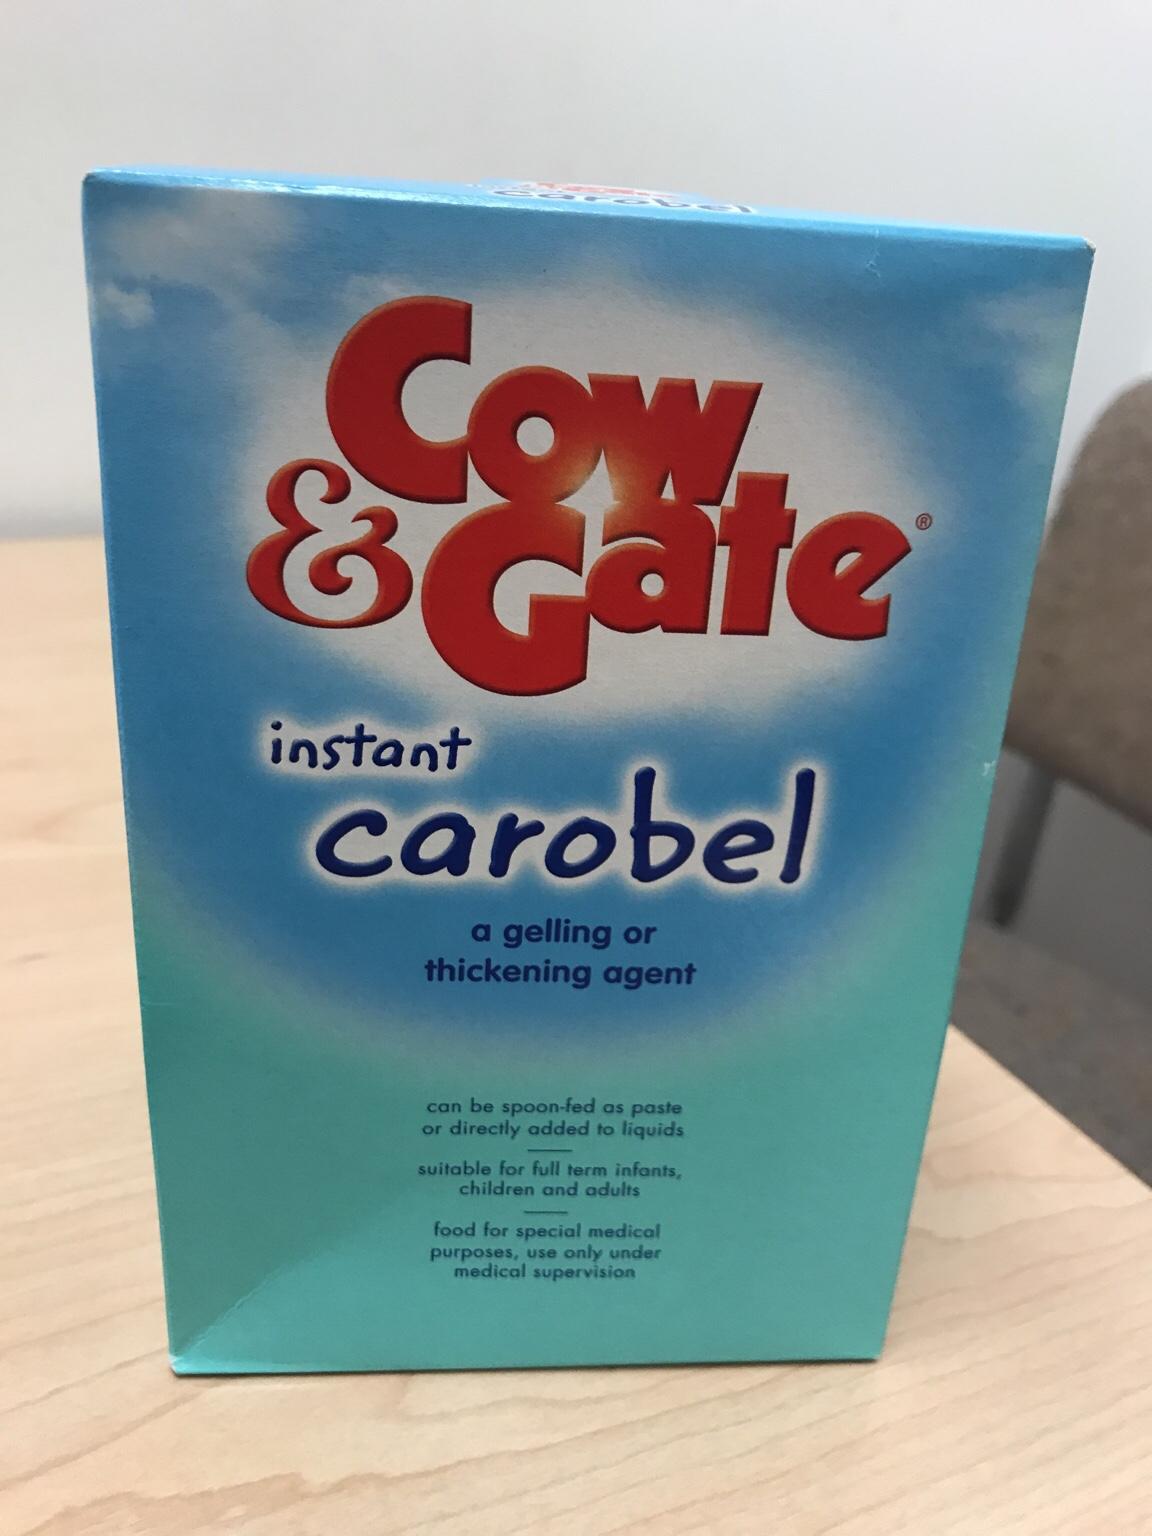 carobel
Cow
& Gate®
instant
carobel
a gelling or
thickening agent
can be spoon-fed as paste
or directly added to liquids
suitable for full term infants,
children and adults
food for special medical
purposes, use only under
medical supervision